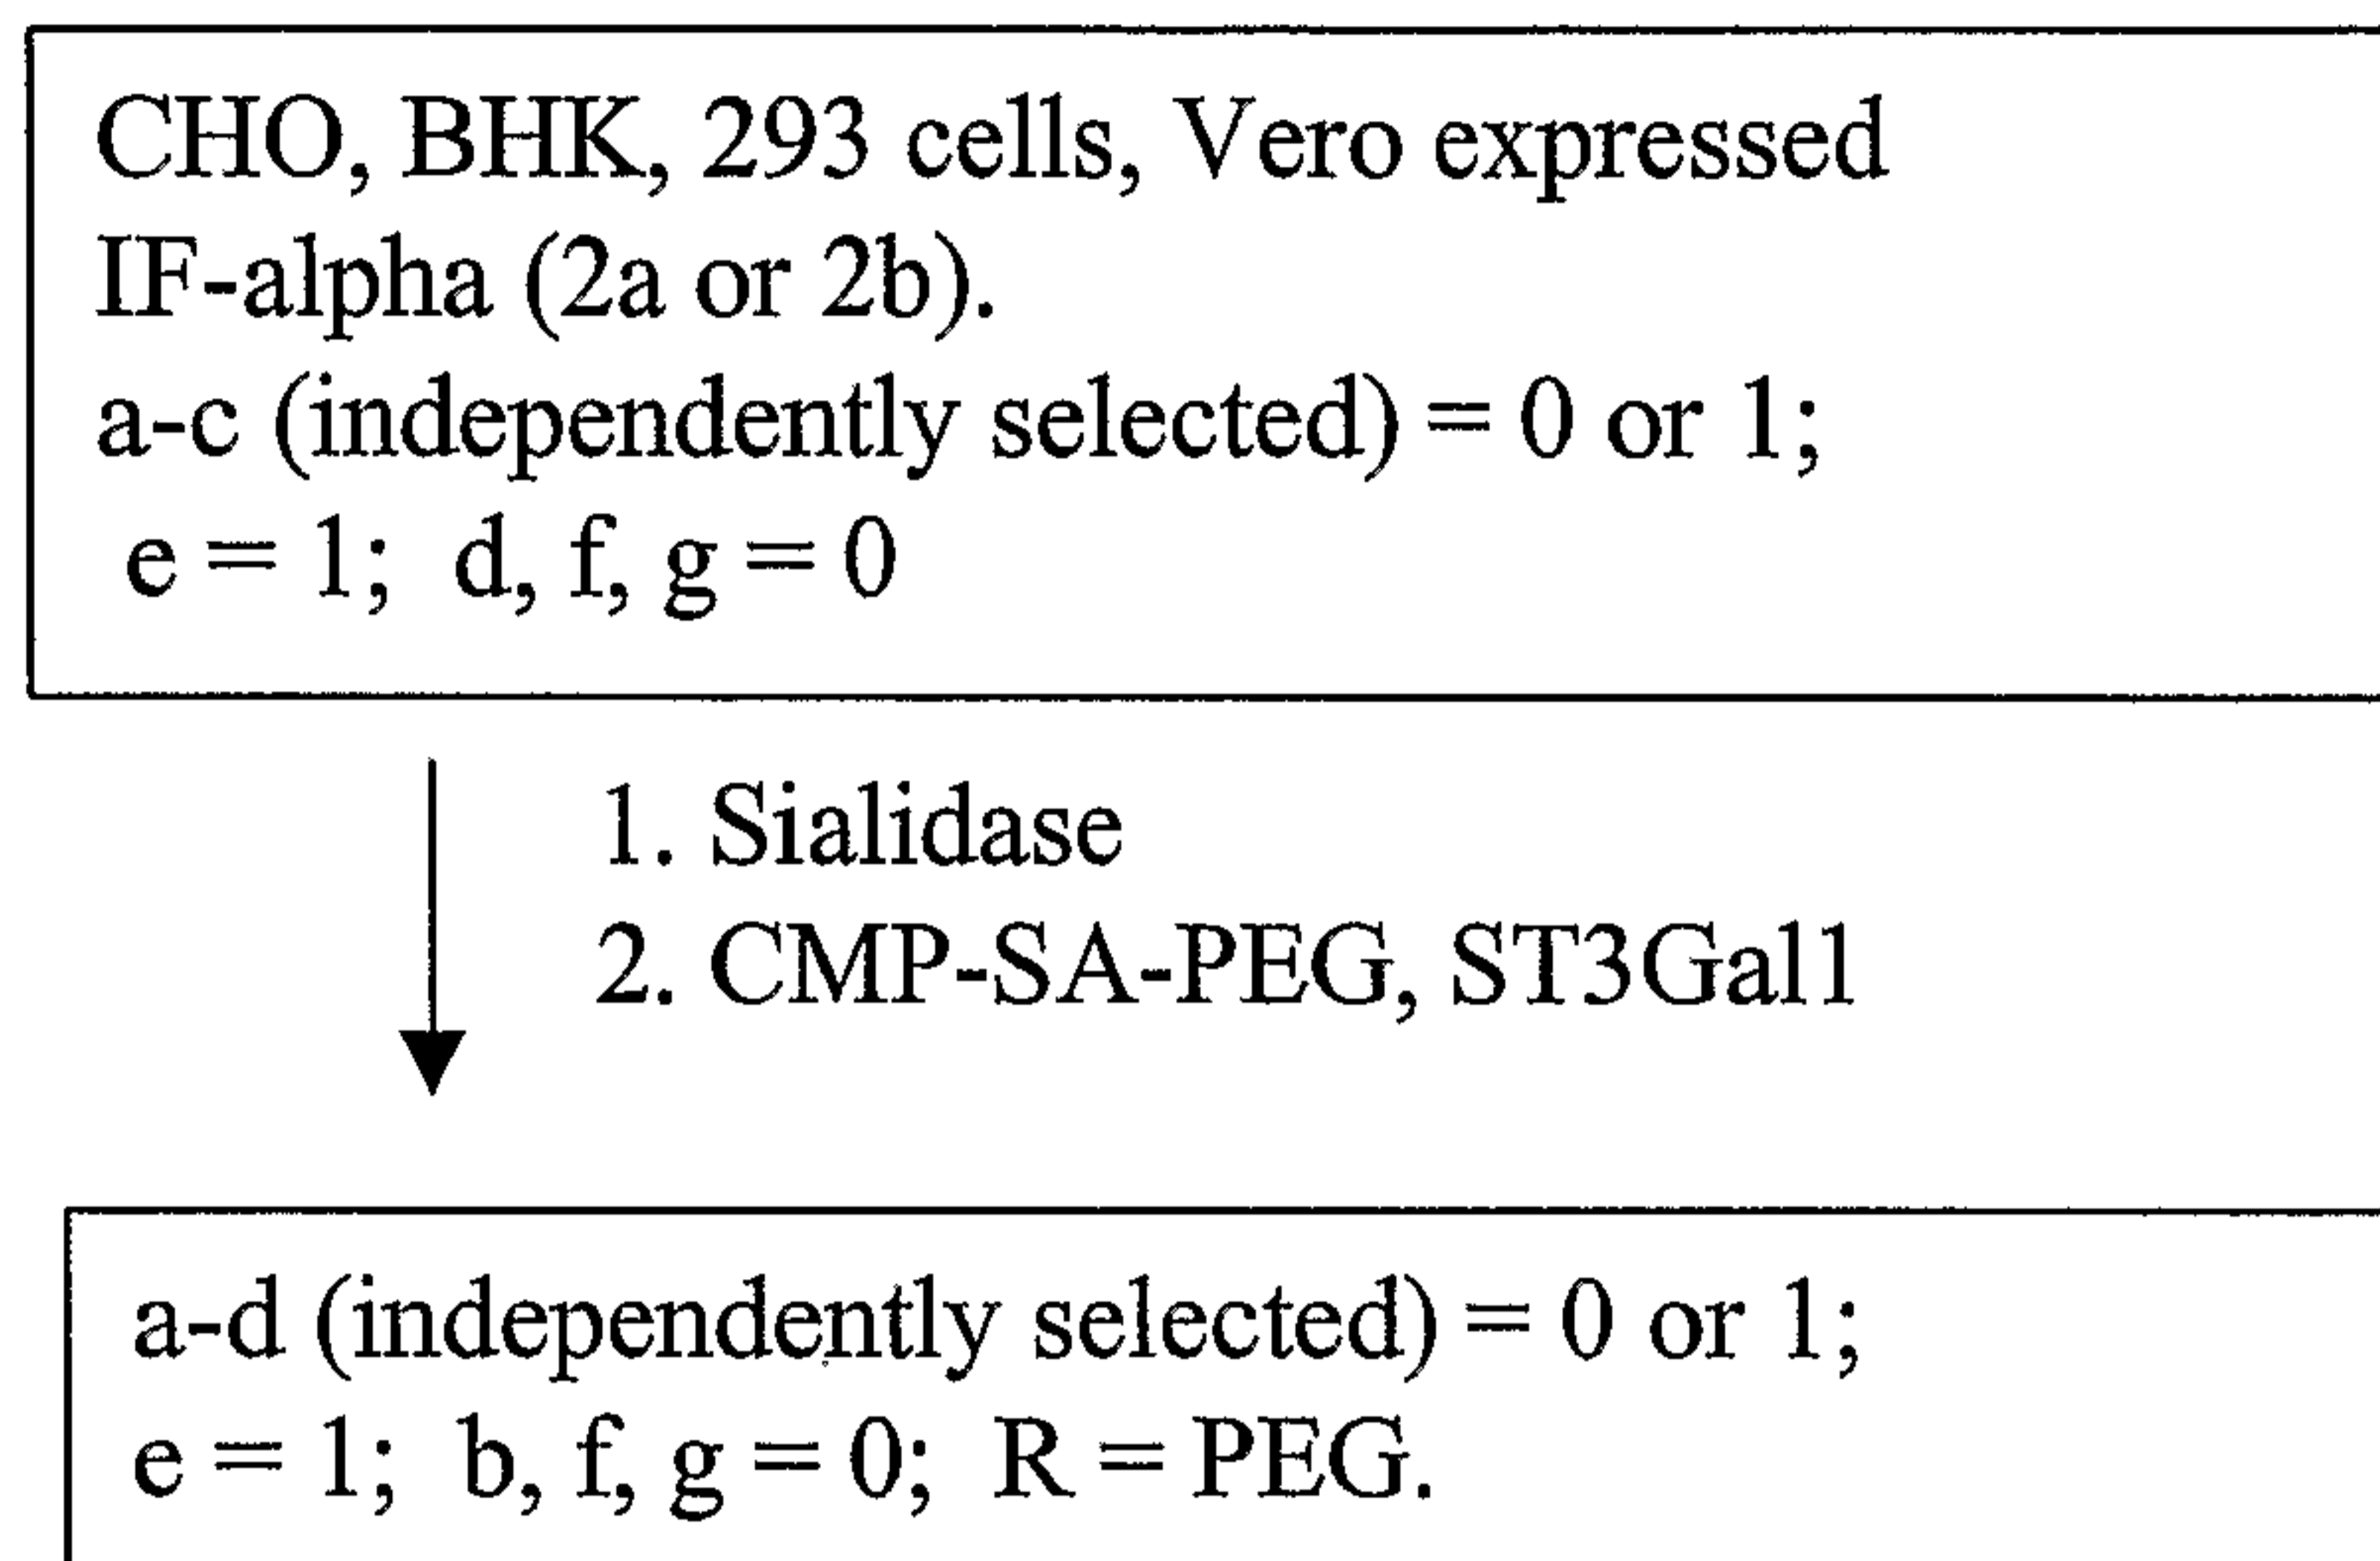 CHO, BHK, 293 cells, Vero expressed
IF-alpha (2a or 2b).
a-c (independently selected) = 0 or 1;
e = 1; d, f, g = 0
1. Sialidase
2. CMP-SA-PEG, ST3Gal1
a-d (independently selected) = 0 or 1;
e = 1; b, f, g = 0; R = PEG.